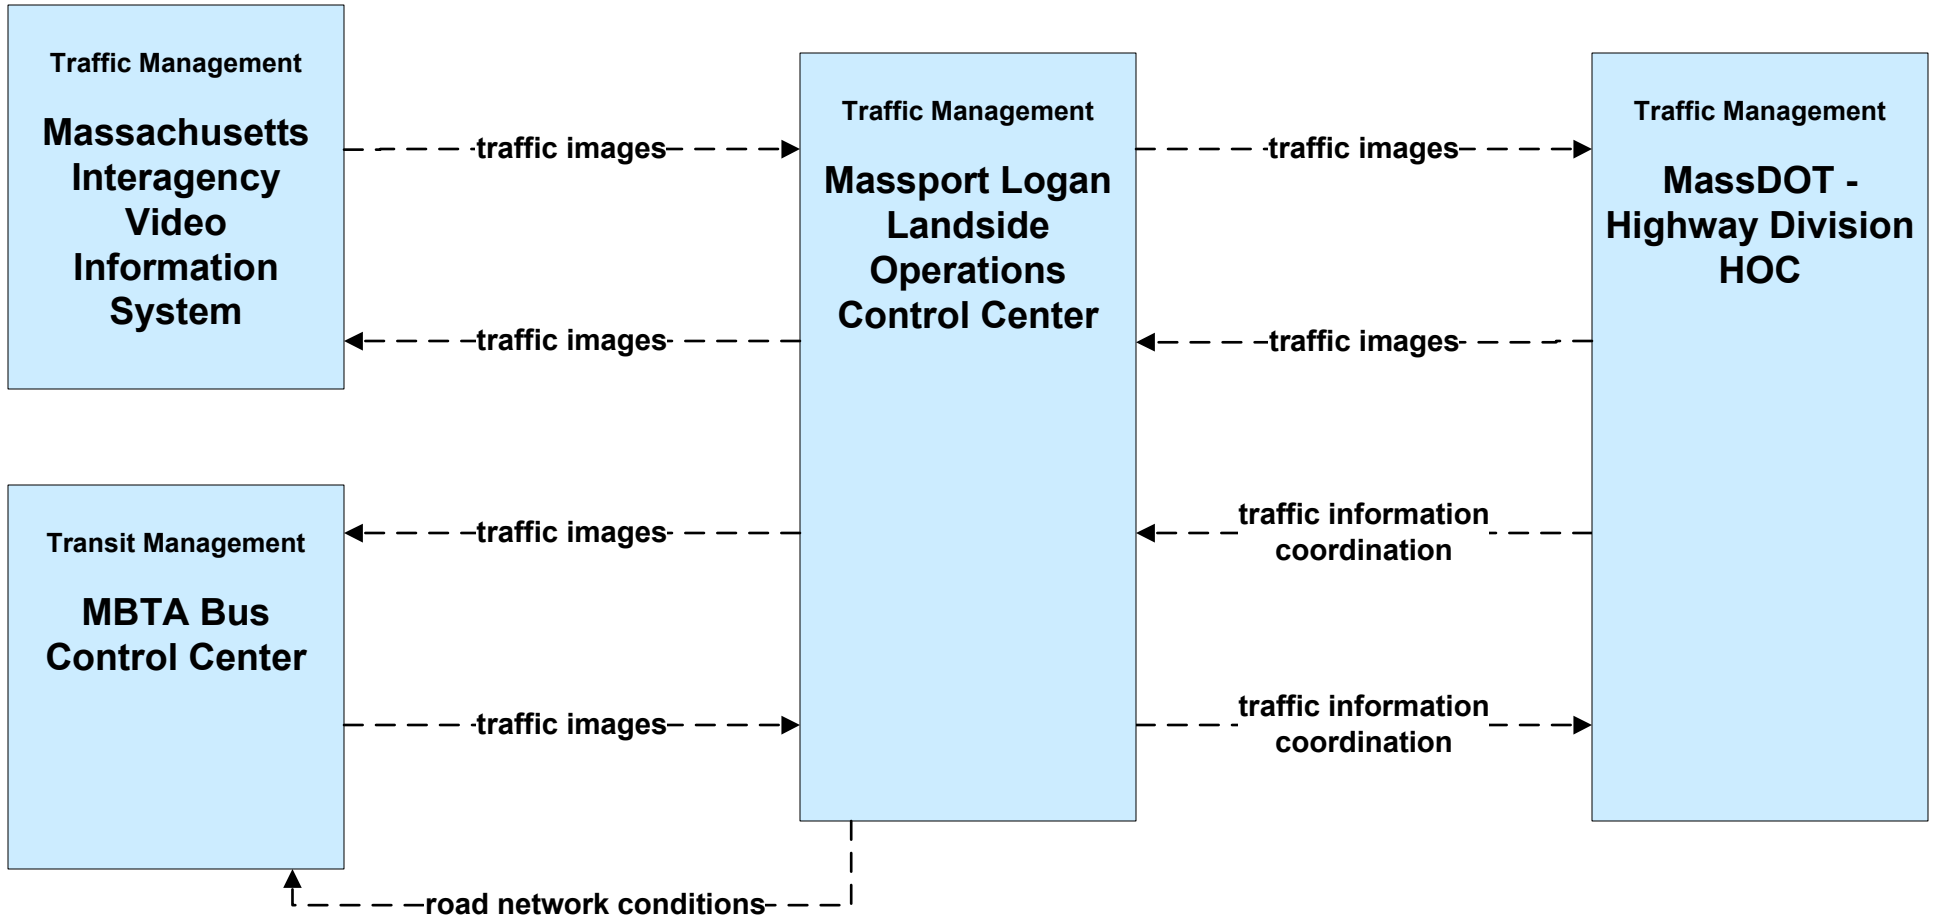 Traffic Management
Massachusetts
Interagency
Video
Information
System
traffic images
traffic images
Traffic Management
Massport Logan
Landside
Operations
Control Center
traffic images
traffic images
Traffic Management
MassDOT -
Highway Division
HOC
Transit Management
MBTA Bus
Control Center
traffic images
traffic images
traffic information
coordination
traffic information
coordination
road network conditions